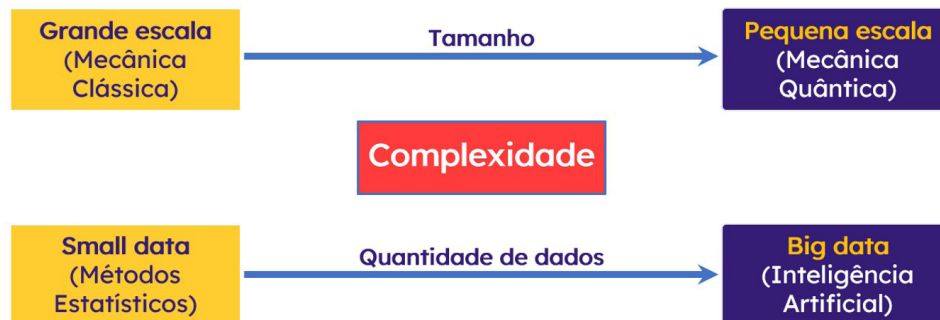 Grande escala
(Mecânica
Clássica)
Tamanho
Pequena escala
(Mecânica
Quântica)
Complexidade
Small data
(Métodos
Estatísticos)
Quantidade de dados
Big data
(Inteligência
Artificial)